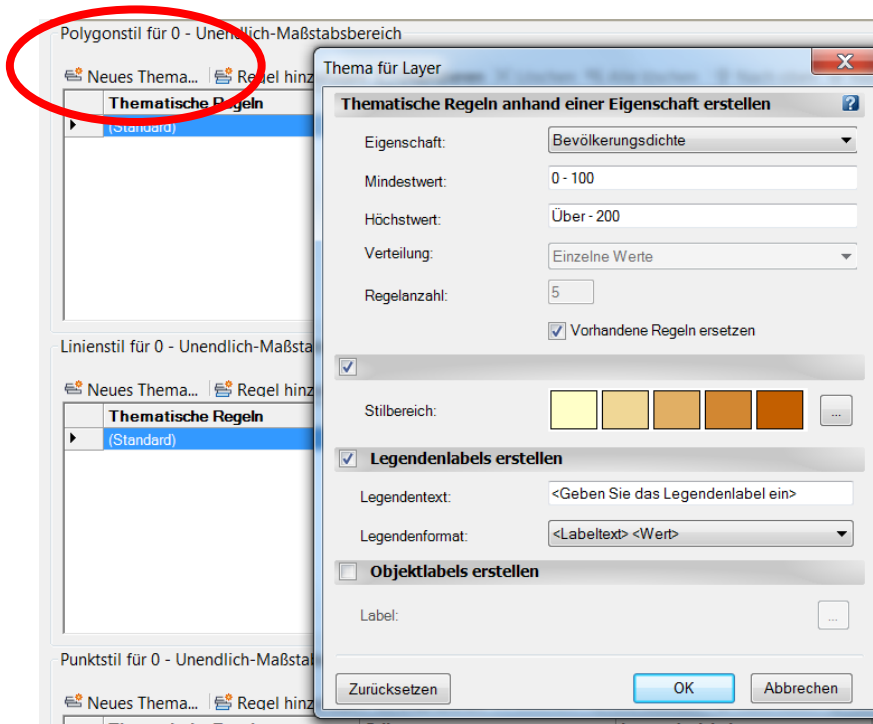 Polygonstil für 0 - Unendlich-Maßstabsbereich
Neues Thema... Regel hinz
Thematische Regeln
(Standard)
Linienstil für 0 - Unendlich-Maßsta
Neues Thema... Regel hinz
Thematische Regeln
(Standard)
Punktstil für 0 - Unendlich-Maßsta
Neues Thema... Regel hinz
Thema für Layer
Thematische Regeln anhand einer Eigenschaft erstellen
Eigenschaft: Bevölkerungsdichte
Mindestwert: 0 - 100
Höchstwert: Über - 200
Verteilung: Einzelne Werte
Regelanzahl: 5
Vorhandene Regeln ersetzen
Stilbereich: ...
Legendenlabels erstellen
Legendentext: <Geben Sie das Legendenlabel ein>
Legendenformat: <Labeltext> <Wert>
Objektlabels erstellen
Label: ...
Zurücksetzen OK Abbrechen